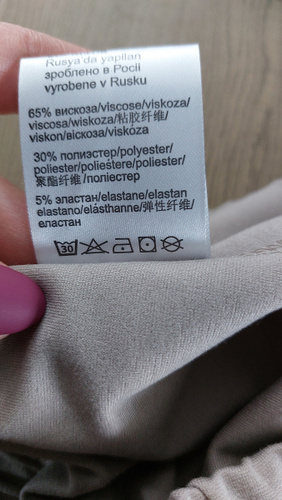 Rusya'da yapılan
зроблено в Росії
vyrobene v Rusku
65% вискоза/viscose/viskoza/
viscosa/wiskoza/粘胶纤维/
viskon/віскоза/viskóza
30% полиэстер/polyester/
poliester/poliestere/poliester/
聚酯纤维/поліестер
5% эластан/elastane/elastan
elastano/elásthanne/弹性纤维/
еластан
30